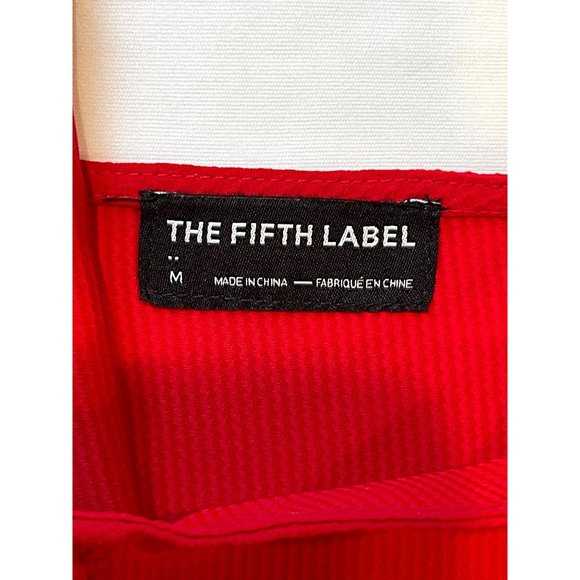 THE FIFTH LABEL
M MADE IN CHINA — FABRIQUÉ EN CHINE